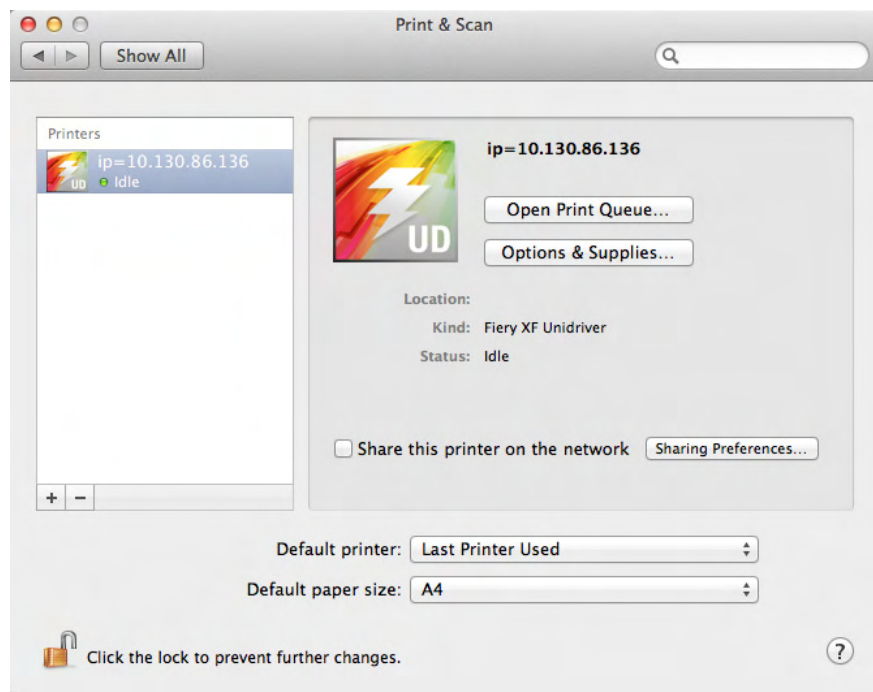 Print & Scan
Show All
Printers
ip=10.130.86.136
Idle
UD
ip=10.130.86.136
Open Print Queue...
UD
Options & Supplies...
Location:
Kind: Fiery XF Unidriver
Status: Idle
Share this printer on the network Sharing Preferences...
+ −
Default printer: Last Printer Used
Default paper size: A4
Click the lock to prevent further changes.
?